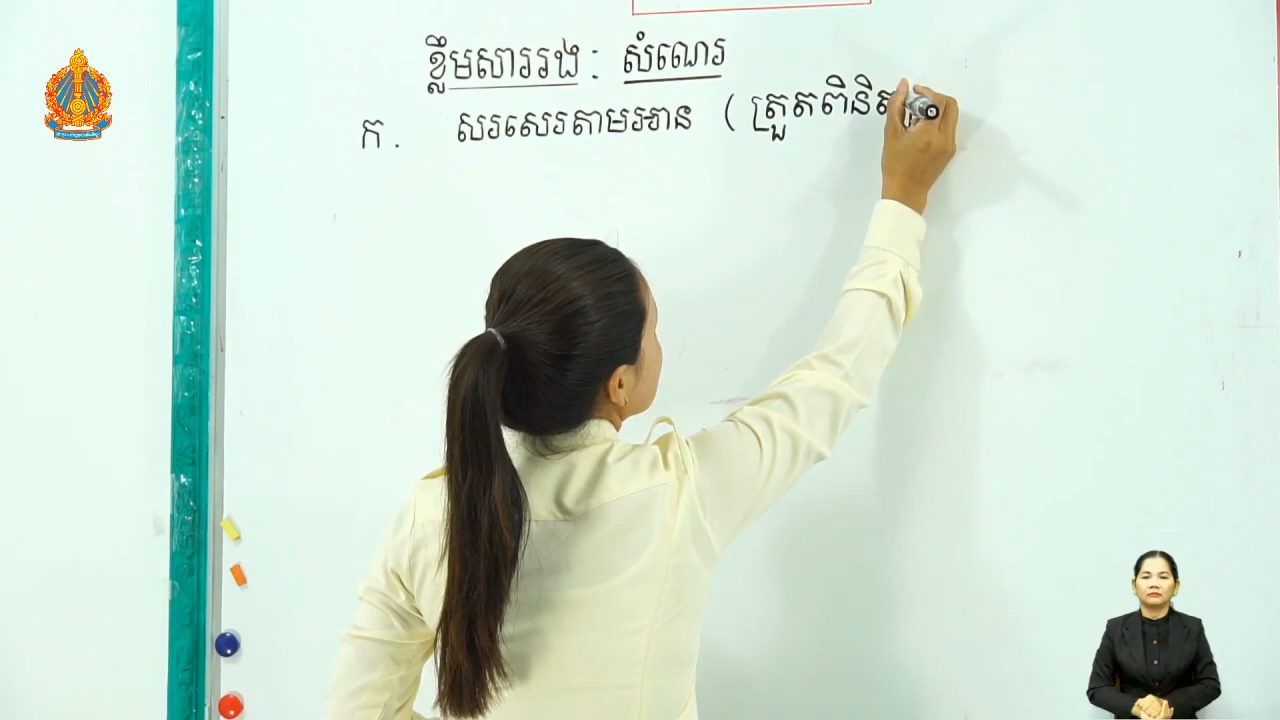 ខ្លឹមសាររង : សំណេរ
ក . សរសេរតាមអាន ( ត្រួតពិនិត